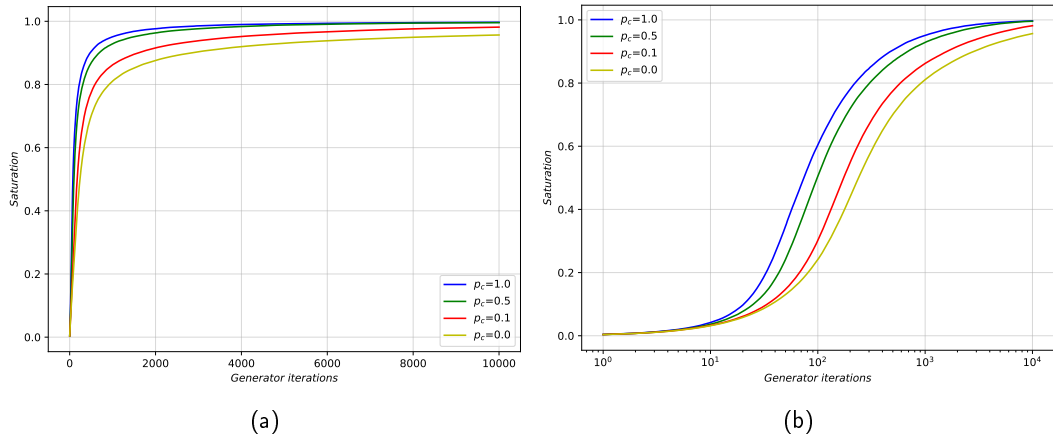 1.0
0.8
0.6
0.4
0.2
0.0
Saturation
0
2000
4000
6000
8000
10000
Generator iterations
p_c=1.0
p_c=0.5
p_c=0.1
p_c=0.0
(a)
1.0
0.8
0.6
0.4
0.2
0.0
Saturation
10^0
10^1
10^2
10^3
10^4
Generator iterations
p_c=1.0
p_c=0.5
p_c=0.1
p_c=0.0
(b)